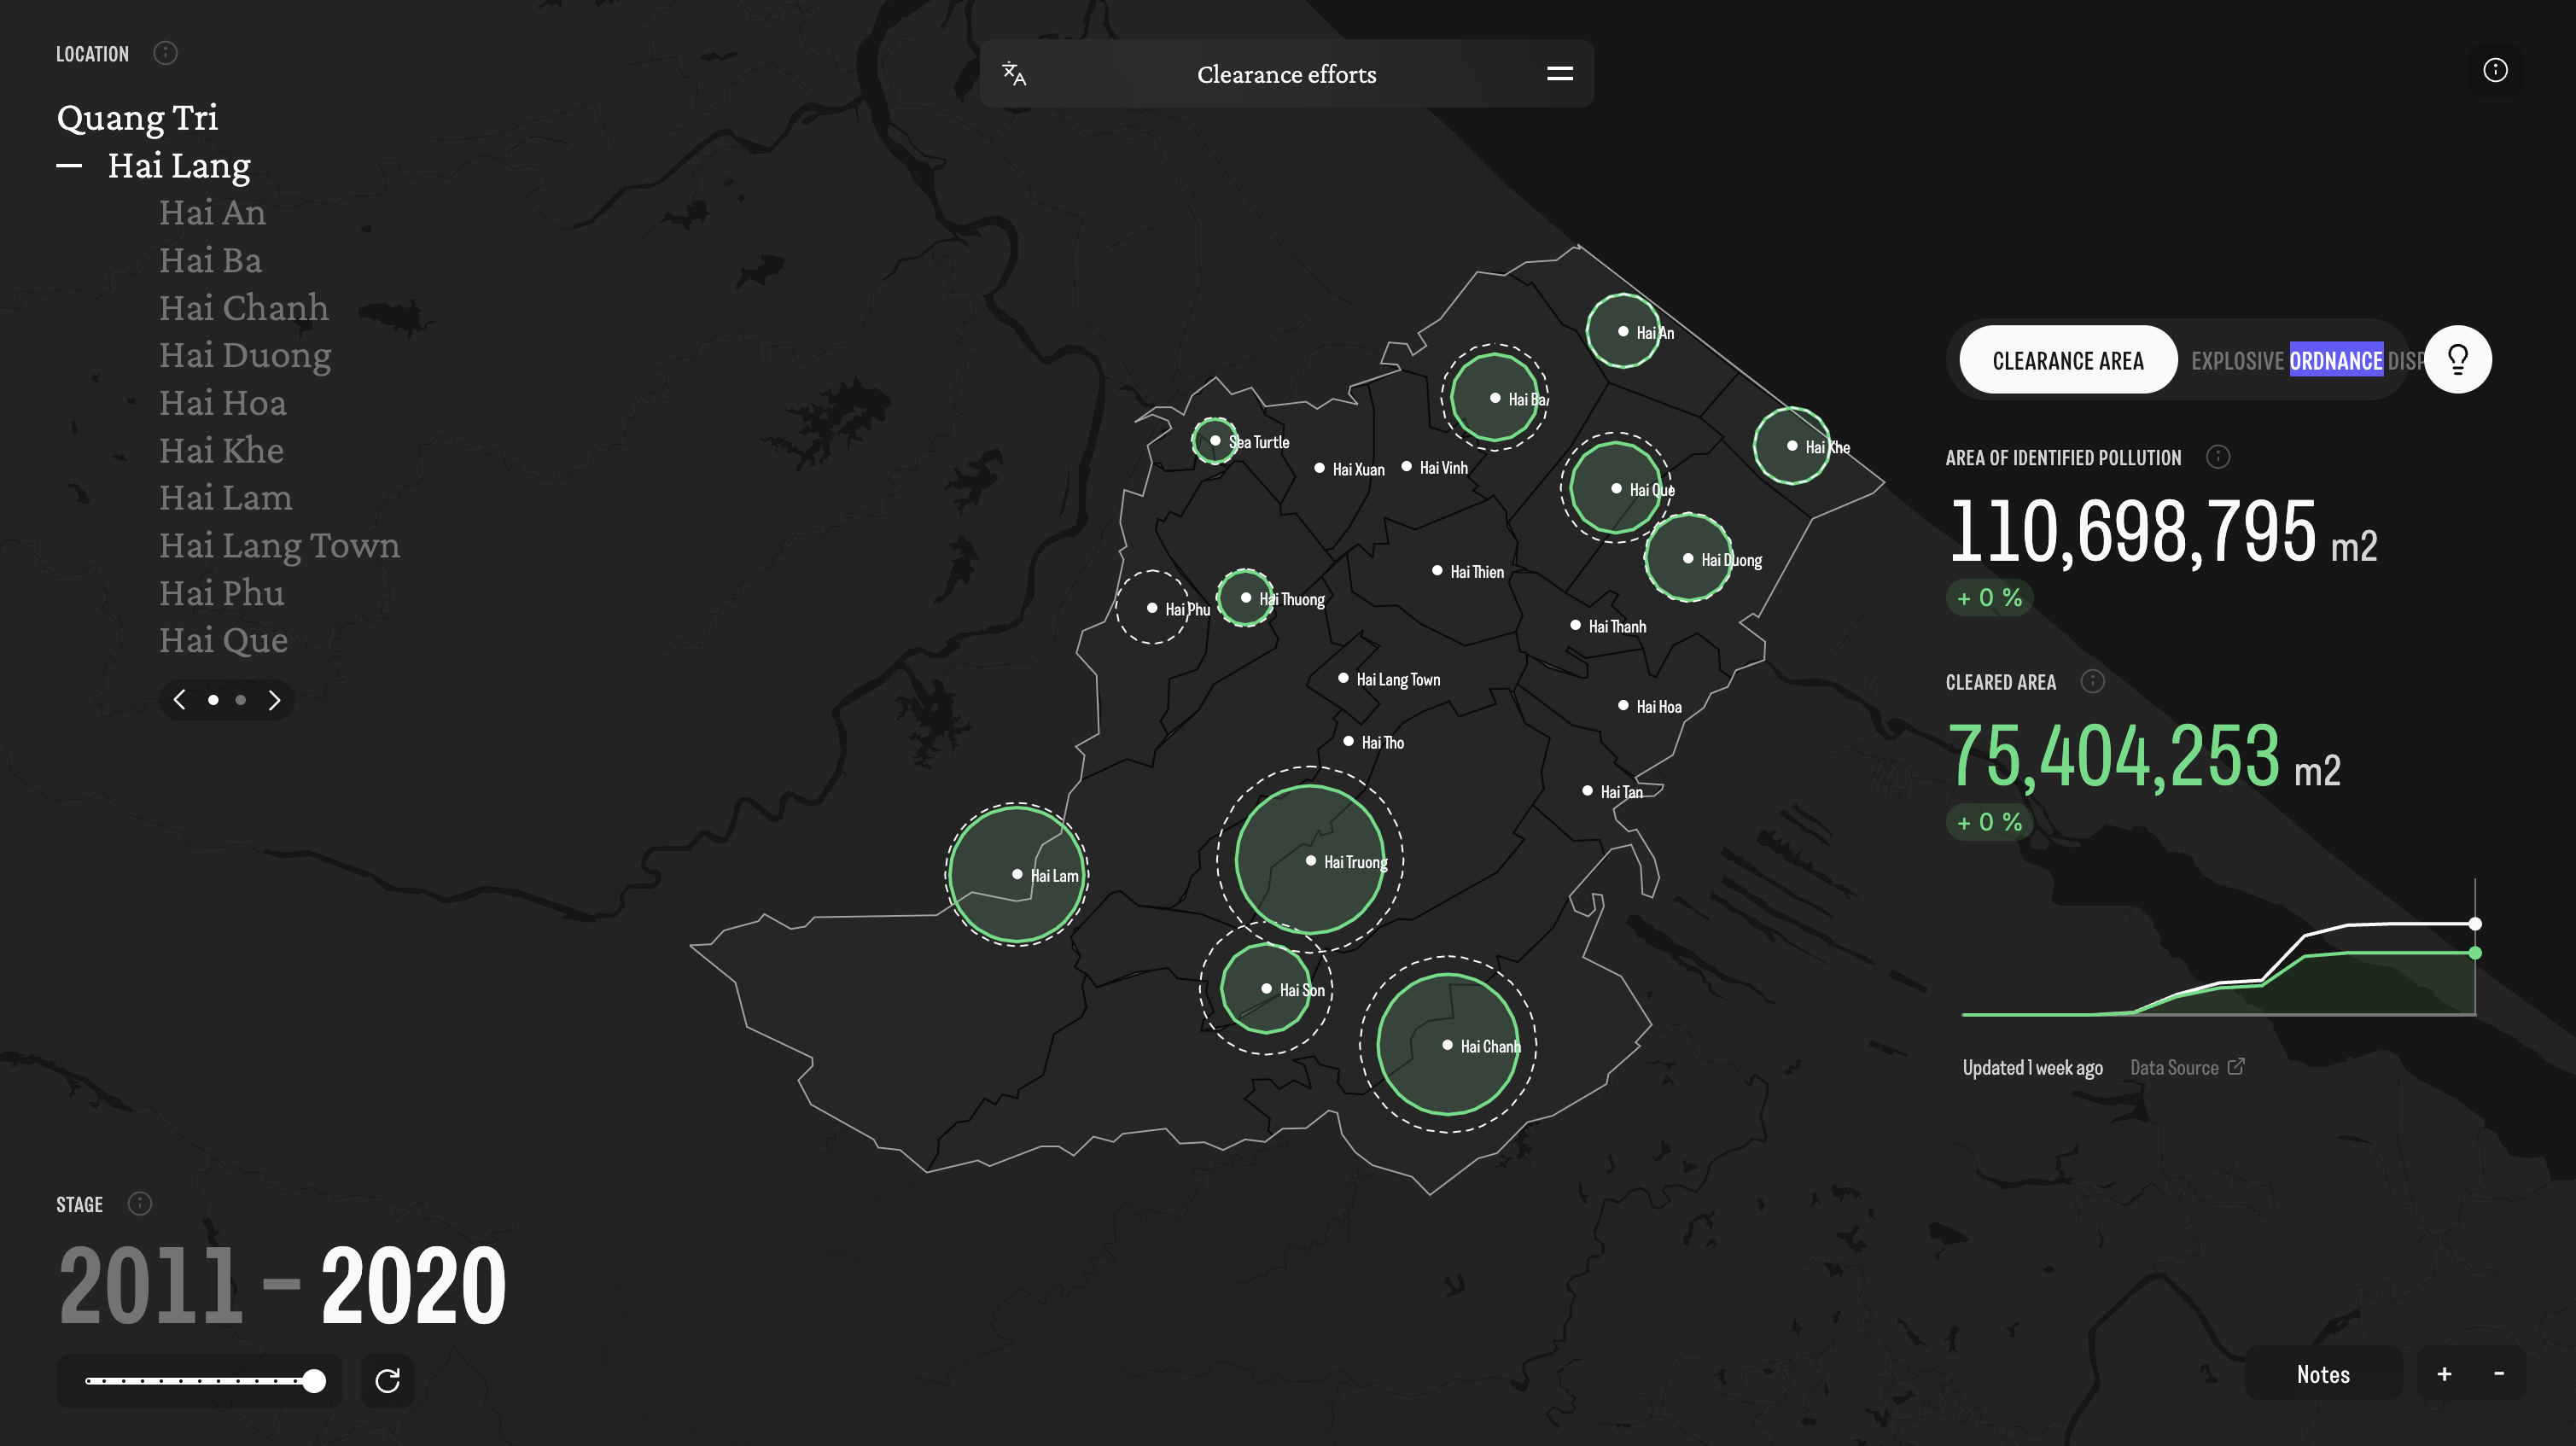 LOCATION
Quang Tri
Hai Lang
Hai An
Hai Ba
Hai Chanh
Hai Duong
Hai Hoa
Hai Khe
Hai Lam
Hai Lang Town
Hai Phu
Hai Que
Clearance efforts
Hai An
Hai Ba
Hai Khe
Sea Turtle
Hai Xuan
Hai Vinh
Hai Que
Hai Duong
Hai Thien
Hai Phu
Hai Thuong
Hai Thanh
Hai Lang Town
Hai Hoa
Hai Tho
Hai Tan
Hai Truong
Hai Lam
Hai Son
Hai Chanh
CLEARANCE AREA
EXPLOSIVE ORDNANCE DISP
AREA OF IDENTIFIED POLLUTION
110,698,795 m2
+ 0 %
CLEARED AREA
75,404,253 m2
+ 0 %
Updated 1 week ago
Data Source
STAGE
2011 – 2020
Notes
+ -